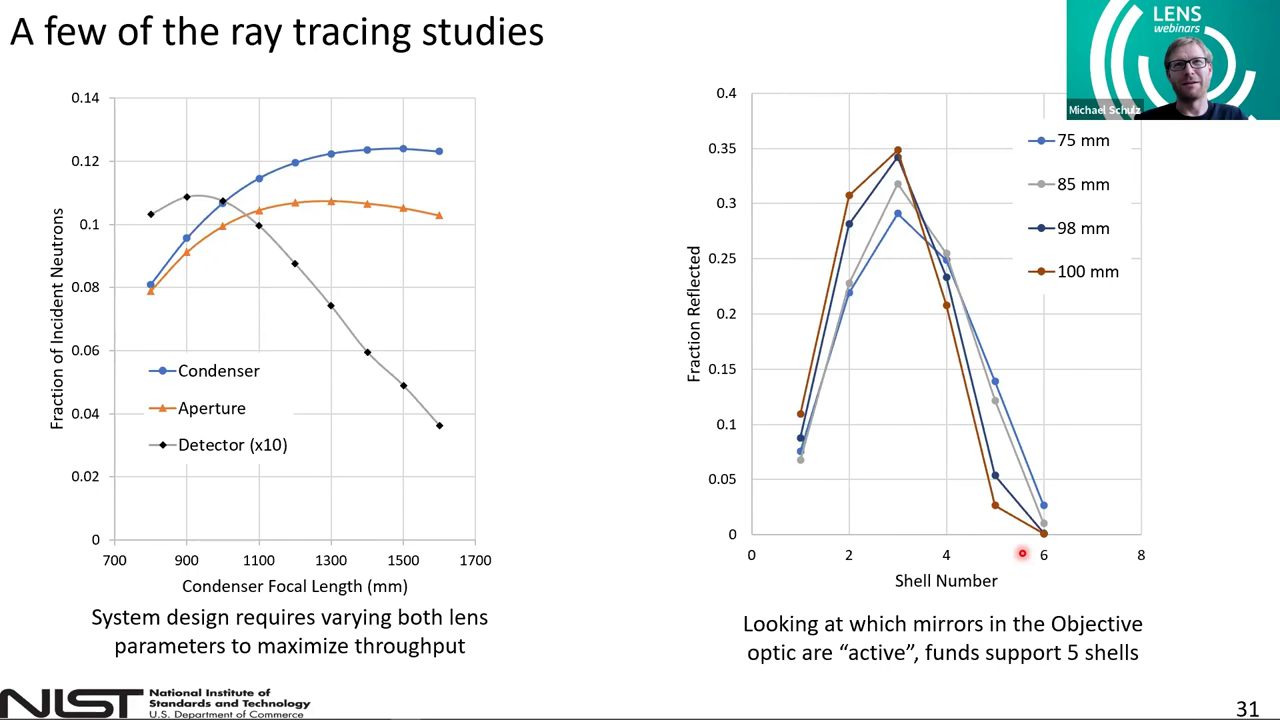 A few of the ray tracing studies
LENS
webinars
Michael Schulz
0.14
0.12
0.1
0.08
0.06
0.04
0.02
0
Fraction of Incident Neutrons
Condenser
Aperture
Detector (x10)
700 900 1100 1300 1500 1700
Condenser Focal Length (mm)
System design requires varying both lens
parameters to maximize throughput
0.4
0.35
0.3
0.25
0.2
0.15
0.1
0.05
0
Fraction Reflected
75 mm
85 mm
98 mm
100 mm
0 2 4 6 8
Shell Number
Looking at which mirrors in the Objective
optic are “active”, funds support 5 shells
NIST
National Institute of
Standards and Technology
U.S. Department of Commerce
31